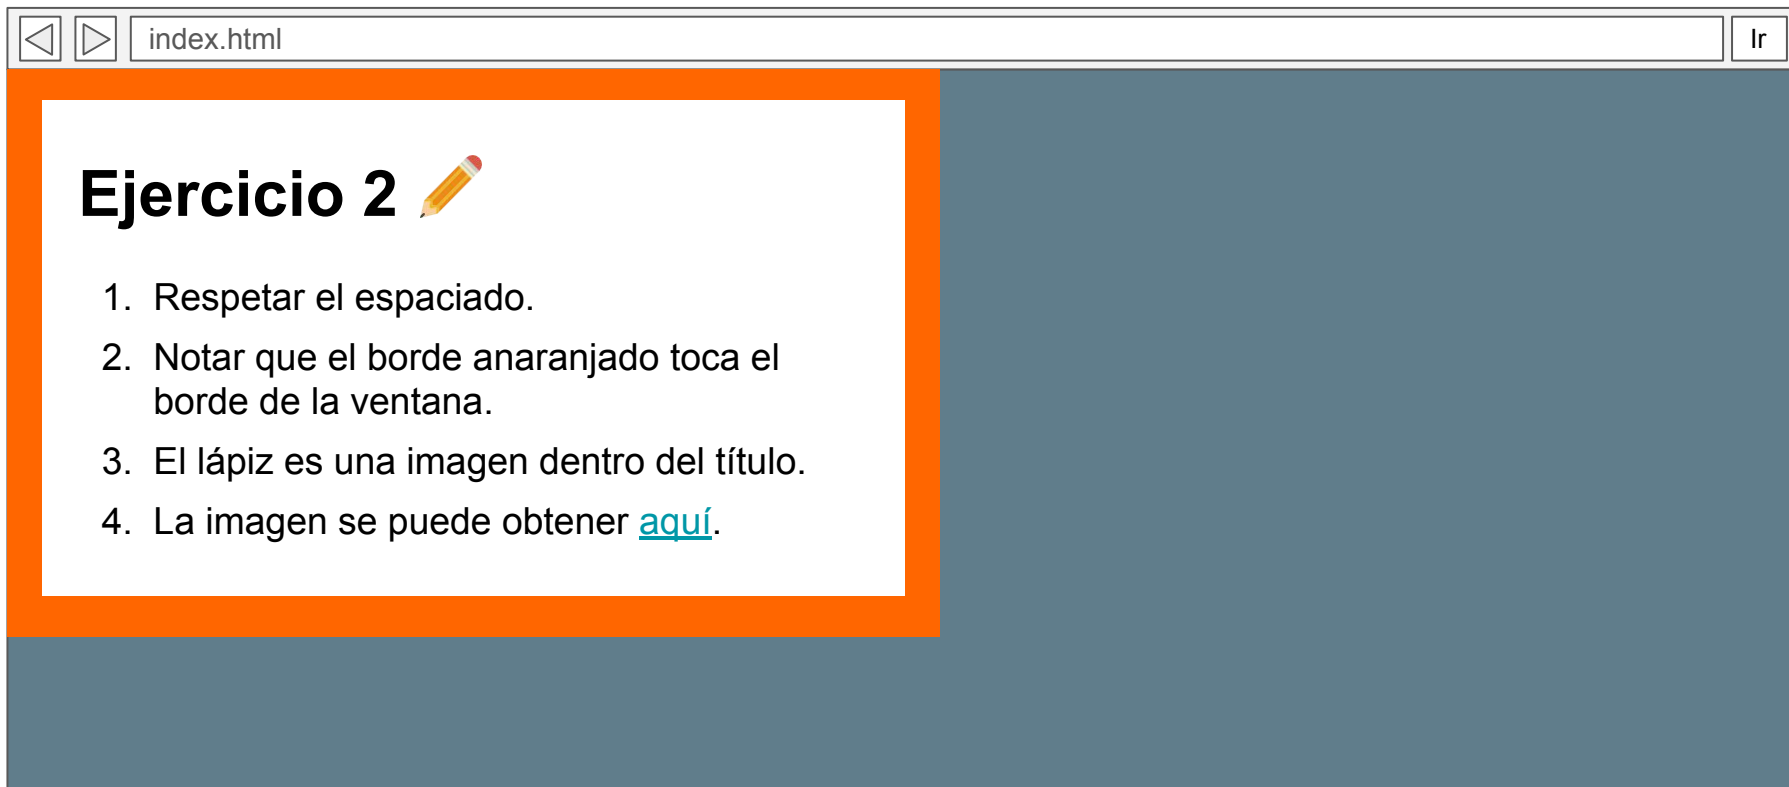 index.html
Ir
Ejercicio 2
1. Respetar el espaciado.
2. Notar que el borde anaranjado toca el
borde de la ventana.
3. El lápiz es una imagen dentro del título.
4. La imagen se puede obtener aquí.